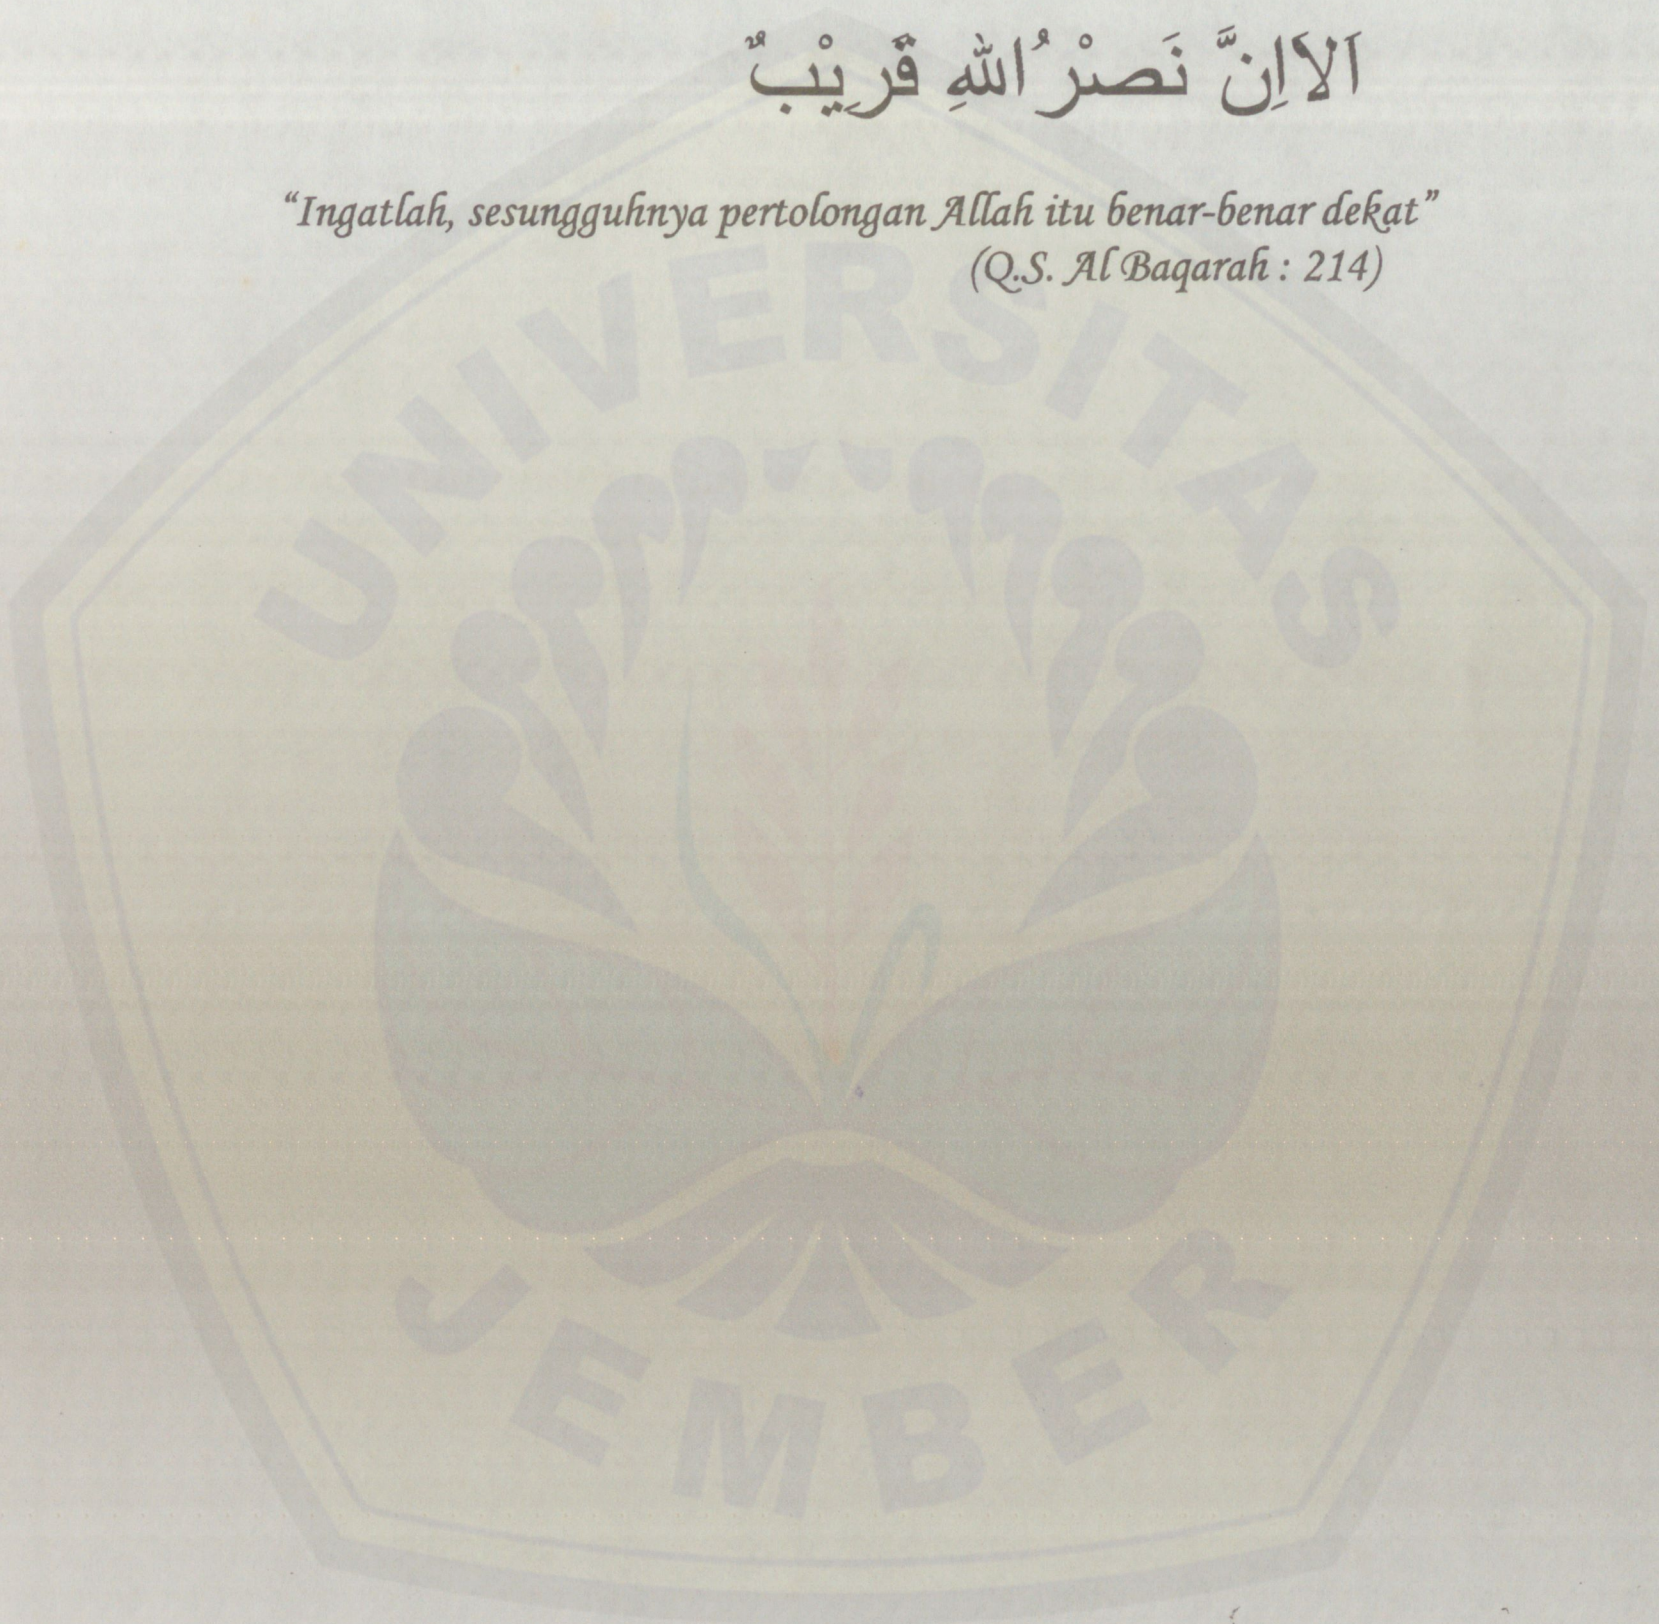 اَلاَاِنَّ نَصْرُ اللهِ قَرِيْبٌ
“Ingatlah, sesungguhnya pertolongan Allah itu benar-benar dekat”
(Q.S. Al Baqarah : 214)
UNIVERSITAS
JEMBER